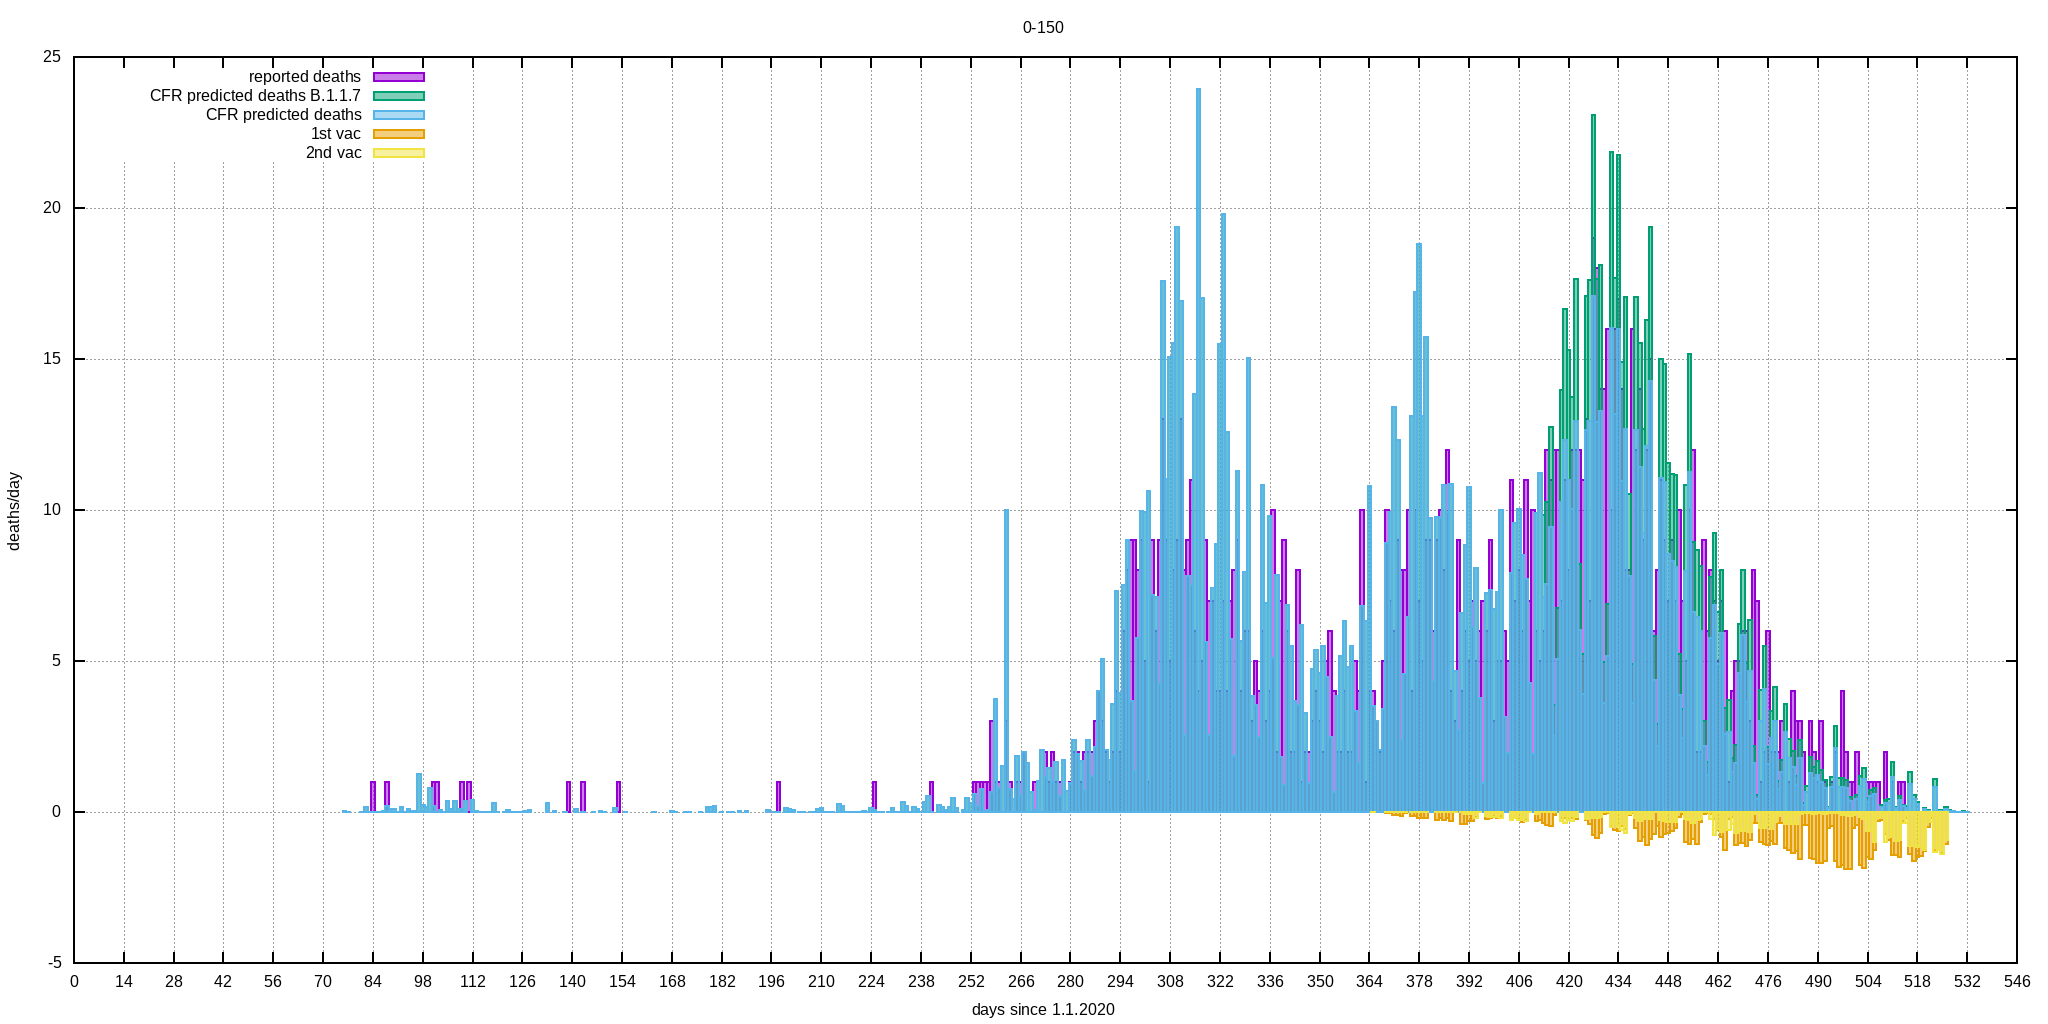 0-150
reported deaths
CFR predicted deaths B.1.1.7
CFR predicted deaths
1st vac
2nd vac
25
20
15
10
5
0
-5
deaths/day
0 14 28 42 56 70 84 98 112 126 140 154 168 182 196 210 224 238 252 266 280 294 308 322 336 350 364 378 392 406 420 434 448 462 476 490 504 518 532 546
days since 1.1.2020